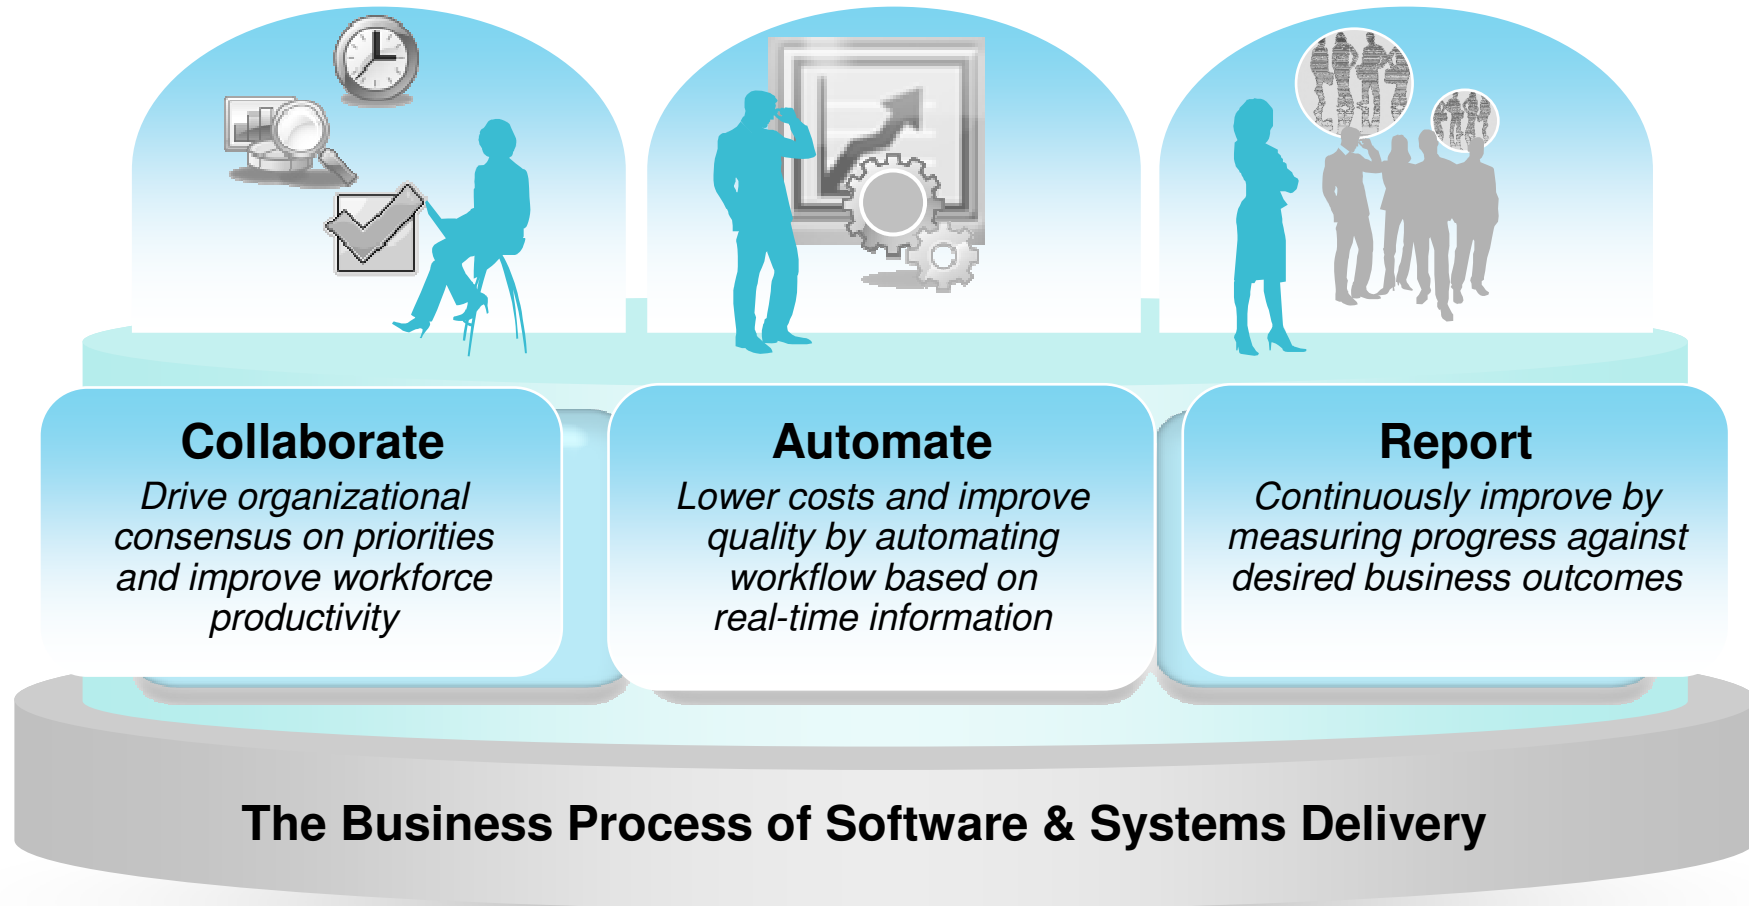 Collaborate
Drive organizational
consensus on priorities
and improve workforce
productivity
Automate
Lower costs and improve
quality by automating
workflow based on
real-time information
Report
Continuously improve by
measuring progress against
desired business outcomes
The Business Process of Software & Systems Delivery